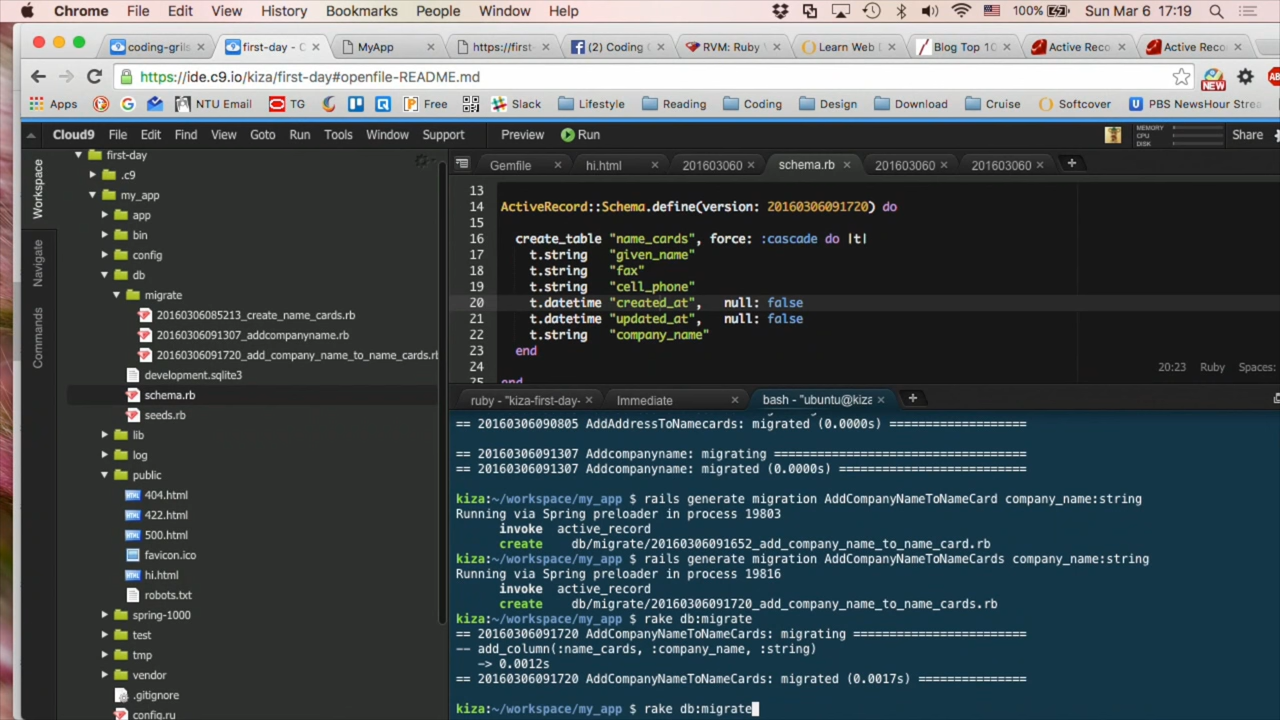 Chrome File Edit View History Bookmarks People Window Help 100% Sun Mar 6 17:19
coding-grils (2) Coding
first-day - C
MyApp
https://first-
RVM: Ruby
Learn Web D
Blog Top 10
Active Reco
Active Reco
https://ide.c9.io/kiza/first-day#openfile-README.md NEW
Apps NTU Email TG Free Slack Lifestyle Reading Coding Design Download Cruise Softcover PBS NewsHour Strea
Cloud9 File Edit Find View Goto Run Tools Window Support Preview Run MEMORY CPU DISK Share
Workspace
Navigate
Commands
first-day
.c9
my_app
app
bin
config
db
migrate
20160306085213_create_name_cards.rb
20160306091307_addcompanyname.rb
20160306091720_add_company_name_to_name_cards.rb
development.sqlite3
schema.rb
seeds.rb
lib
log
public
404.html
422.html
500.html
favicon.ico
hi.html
robots.txt
spring-1000
test
tmp
vendor
.gitignore
config.ru
Gemfile hi.html 201603060 schema.rb 201603060 201603060
13
14 ActiveRecord::Schema.define(version: 20160306091720) do
15
16 create_table "name_cards", force: :cascade do |t|
17 t.string "given_name"
18 t.string "fax"
19 t.string "cell_phone"
20 t.datetime "created_at", null: false
21 t.datetime "updated_at", null: false
22 t.string "company_name"
23 end
24
25 end
20:23 Ruby Spaces:
ruby - "kiza-first-day- Immediate bash - "ubuntu@kiza
== 20160306090805 AddAddressToNamecards: migrated (0.0000s) ===================
== 20160306091307 Addcompanyname: migrating ===================================
== 20160306091307 Addcompanyname: migrated (0.0000s) ==========================
kiza:~/workspace/my_app $ rails generate migration AddCompanyNameToNameCard company_name:string
Running via Spring preloader in process 19803
invoke active_record
create db/migrate/20160306091652_add_company_name_to_name_card.rb
kiza:~/workspace/my_app $ rails generate migration AddCompanyNameToNameCards company_name:string
Running via Spring preloader in process 19816
invoke active_record
create db/migrate/20160306091720_add_company_name_to_name_cards.rb
kiza:~/workspace/my_app $ rake db:migrate
== 20160306091720 AddCompanyNameToNameCards: migrating ========================
-- add_column(:name_cards, :company_name, :string)
-> 0.0012s
== 20160306091720 AddCompanyNameToNameCards: migrated (0.0017s) ===============
kiza:~/workspace/my_app $ rake db:migrate